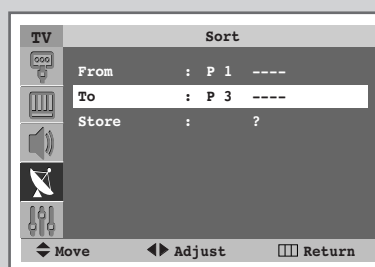 TV Sort
From : P 1 ----
To : P 3 ----
Store : ?
Move Adjust Return